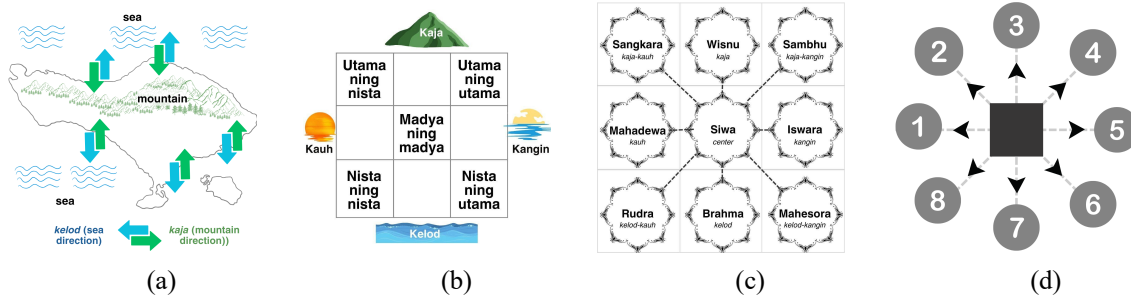 sea
sea
mountain
sea
kelod (sea
direction)
kaja (mountain
direction))
(a)
Kaja
Utama
ning
nista
Utama
ning
utama
Kauh
Madya
ning
madya
Kangin
Nista
ning
nista
Nista
ning
utama
Kelod
(b)
Sangkara
kaja-kauh
Wisnu
kaja
Sambhu
kaja-kangin
Mahadewa
kauh
Siwa
center
Iswara
kangin
Rudra
kelod-kauh
Brahma
kelod
Mahesora
kelod-kangin
(c)
3
2
4
1
5
8
6
7
(d)